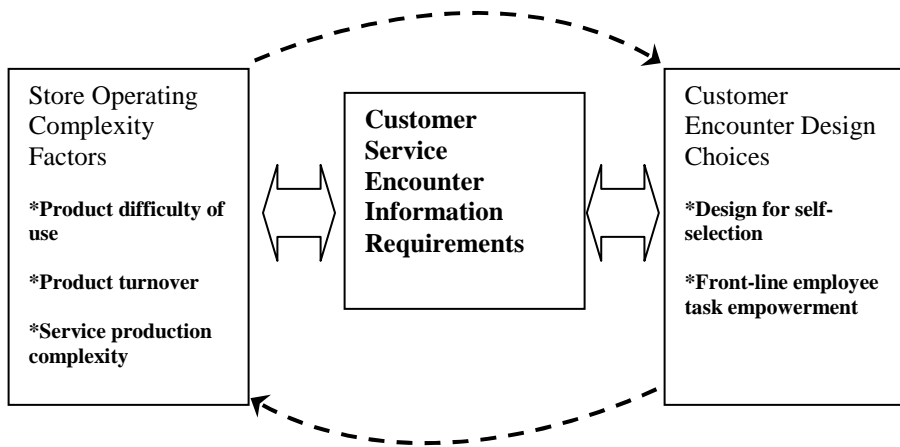 Store Operating
Complexity
Factors
*Product difficulty of
use
*Product turnover
*Service production
complexity
Customer
Service
Encounter
Information
Requirements
Customer
Encounter Design
Choices
*Design for self-
selection
*Front-line employee
task empowerment